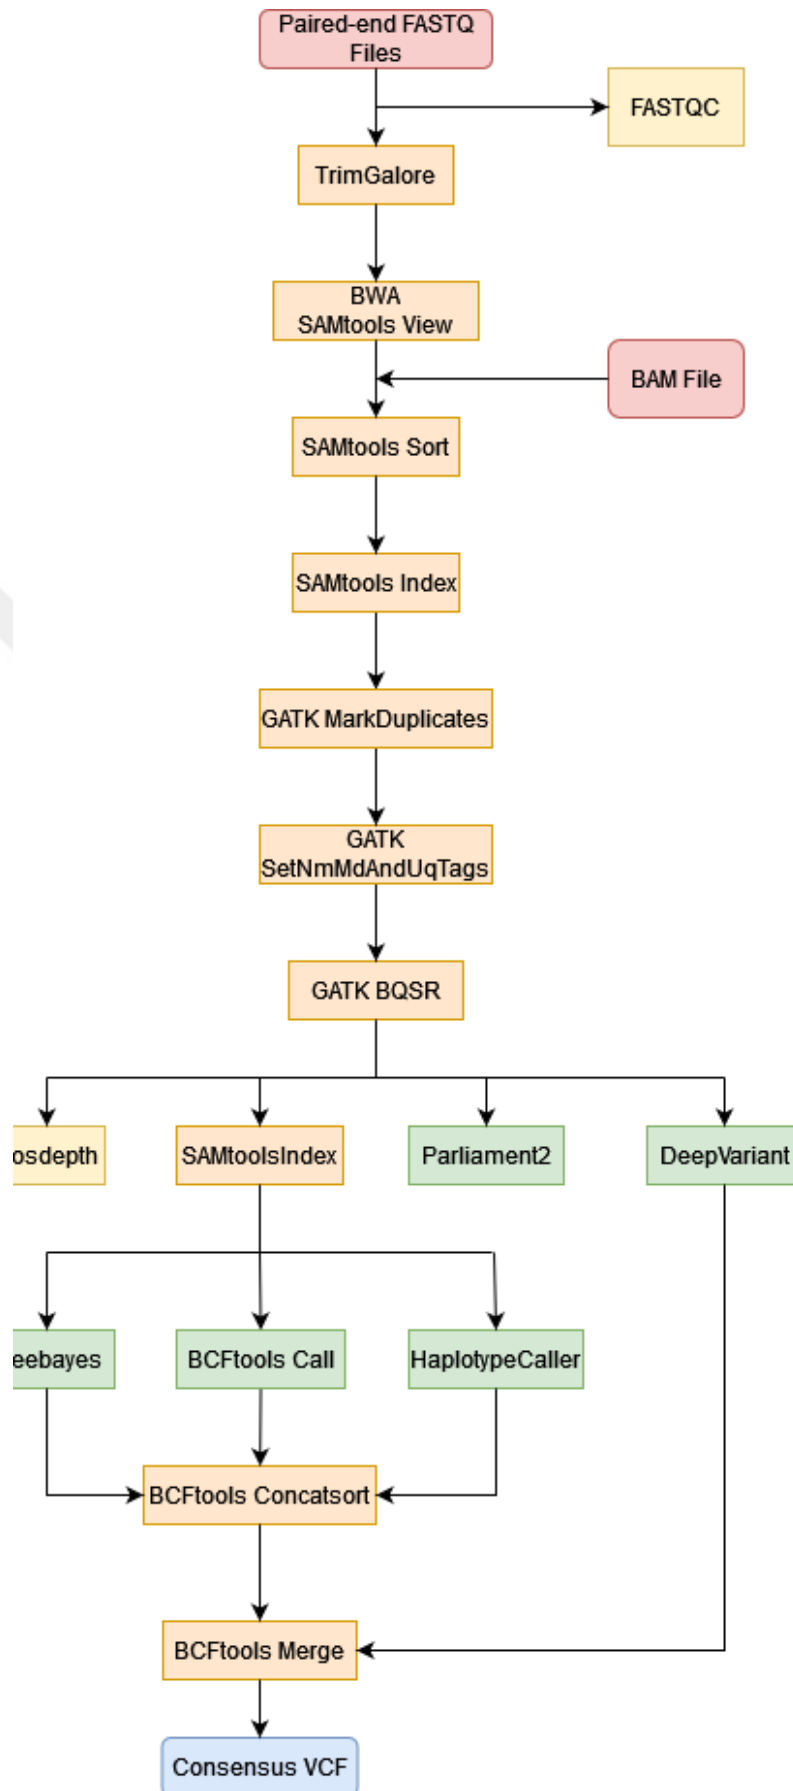 Paired-end FASTQ
Files
FASTQC
TrimGalore
BWA
SAMtools View
BAM File
SAMtools Sort
SAMtools Index
GATK MarkDuplicates
GATK
SetNmMdAndUqTags
GATK BQSR
osdepth
SAMtoolsIndex
Parliament2
DeepVariant
eebayes
BCFtools Call
HaplotypeCaller
BCFtools Concatsort
BCFtools Merge
Consensus VCF